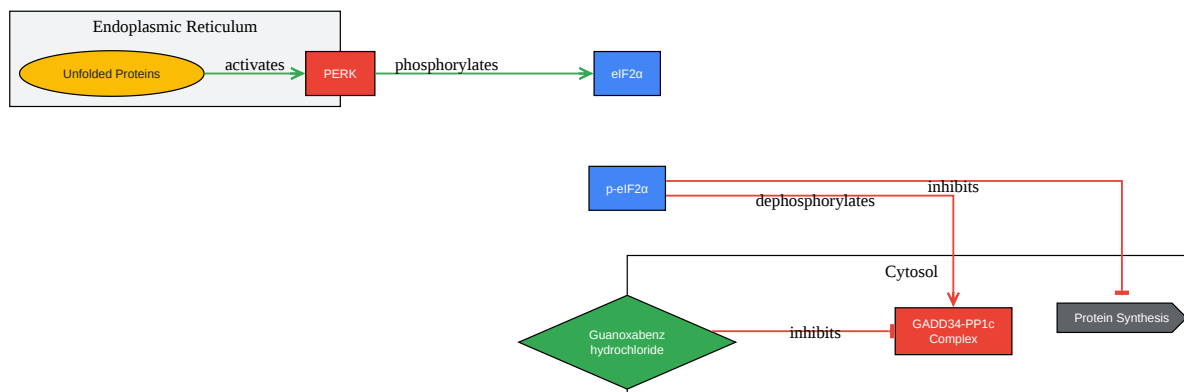 Endoplasmic Reticulum
Unfolded Proteins
activates
PERK
phosphorylates
eIF2α
p-eIF2α
inhibits
dephosphorylates
Cytosol
Guanoxabenz
hydrochloride
inhibits
GADD34-PP1c
Complex
Protein Synthesis